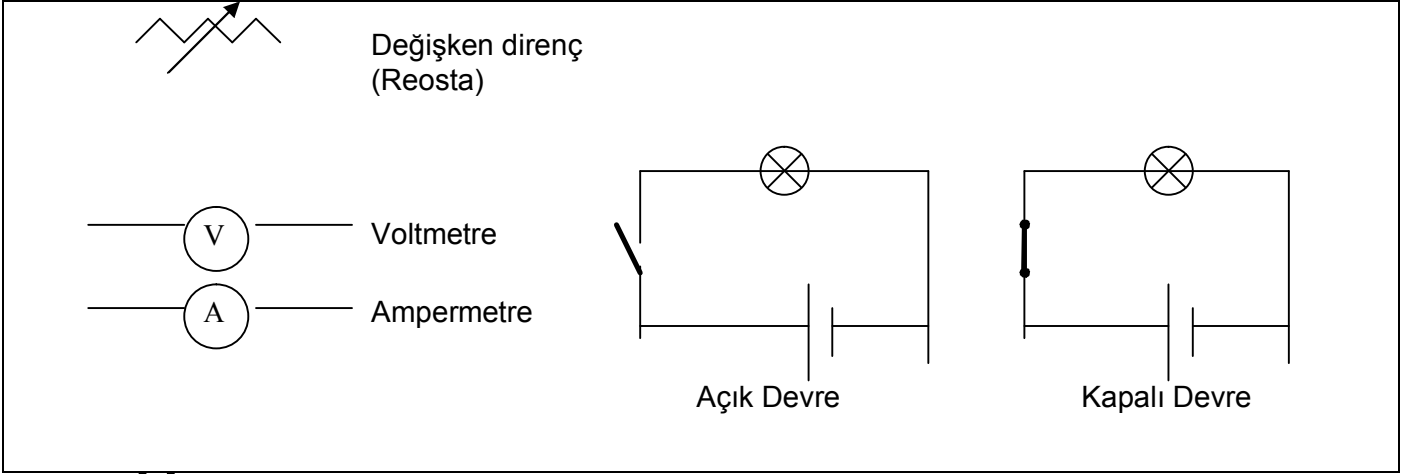 Değişken direnç
(Reosta)
V Voltmetre
A Ampermetre
Açık Devre
Kapalı Devre